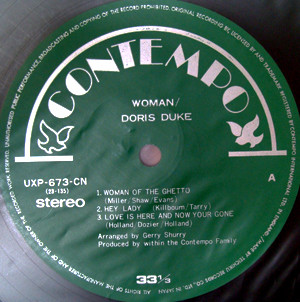 CONTEMPO
WOMAN/
DORIS DUKE
UXP-673-CN
(23-135)
stereo
A
1. WOMAN OF THE GHETTO
(Miller/Shaw/Evans)
2. HEY LADY (Killbourn/Tarry)
3. LOVE IS HERE AND NOW YOUR GONE
(Holland, Dozier/Holland)
Arranged by Gerry Shurry
Produced by within the Contempo Family
33⅓